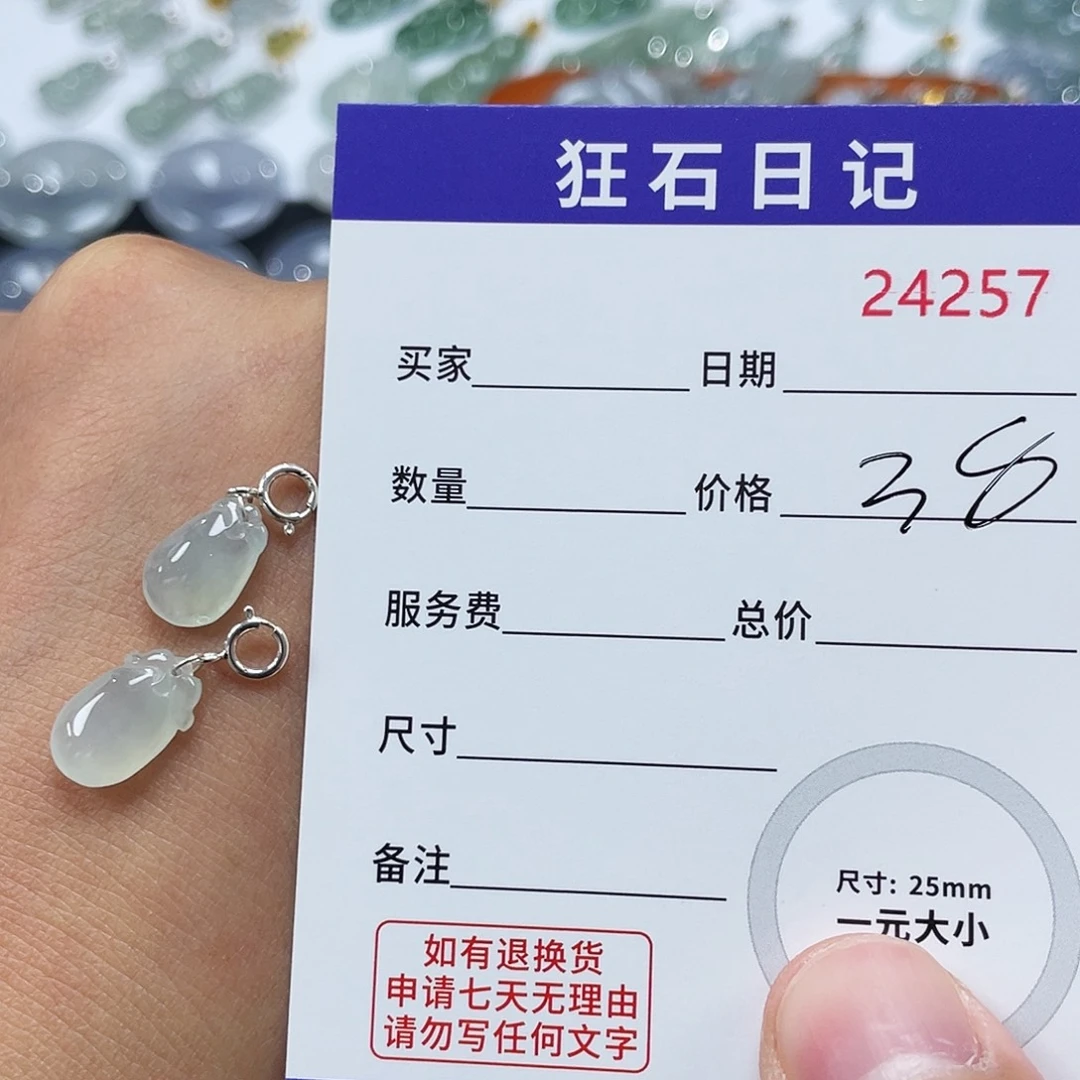 狂石日记
24257
买家 日期
数量 价格 38
服务费 总价
尺寸
备注
尺寸: 25mm
一元大小
如有退换货
申请七天无理由
请勿写任何文字